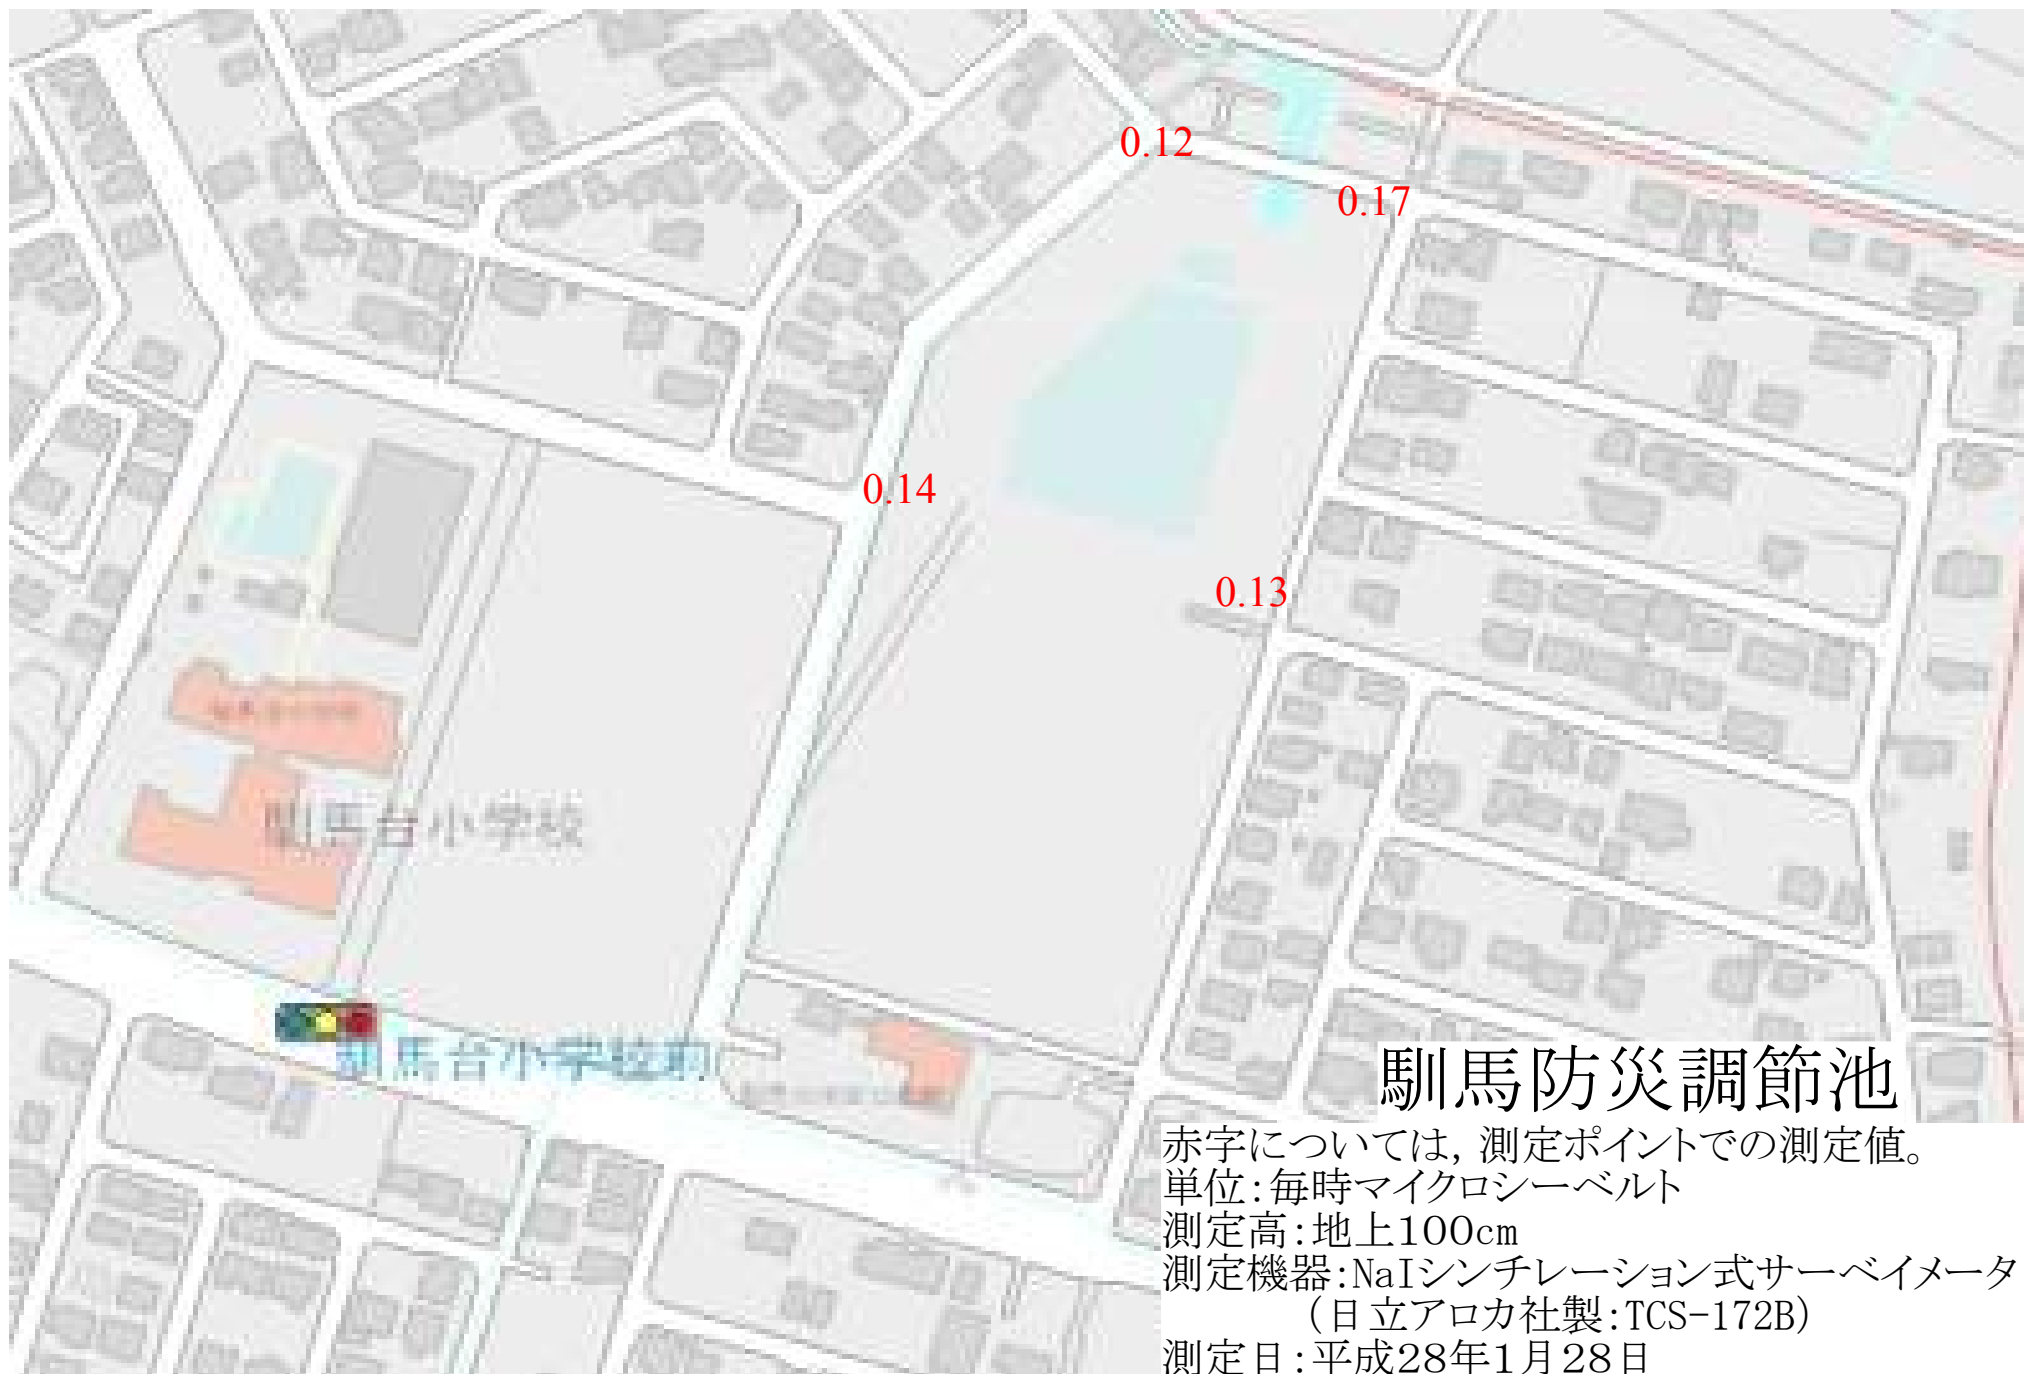 0.12
0.17
0.14
0.13
馴馬台小学校
馴馬台小学校前
馴馬防災調節池
赤字については，測定ポイントでの測定値。
単位：毎時マイクロシーベルト
測定高：地上100cm
測定機器：NaIシンチレーション式サーベイメータ
（日立アロカ社製：TCS-172B）
測定日：平成28年1月28日